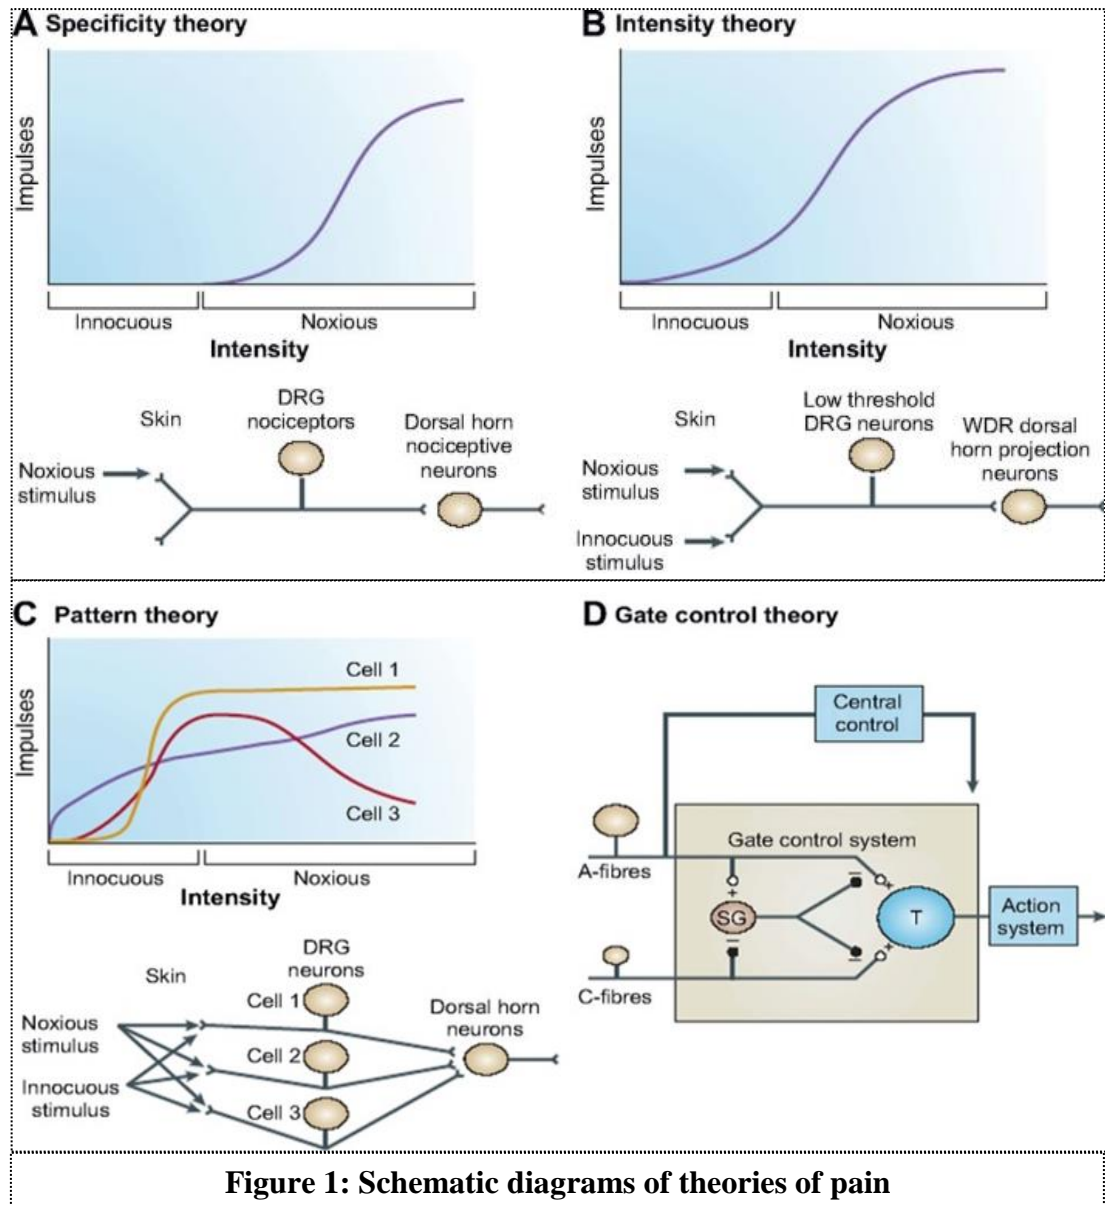 A Specificity theory
Impulses
Innocuous
Noxious
Intensity
Skin
DRG
nociceptors
Dorsal horn
nociceptive
neurons
Noxious
stimulus
B Intensity theory
Impulses
Innocuous
Noxious
Intensity
Skin
Low threshold
DRG neurons
WDR dorsal
horn projection
neurons
Noxious
stimulus
Innocuous
stimulus
C Pattern theory
Impulses
Cell 1
Cell 2
Cell 3
Innocuous
Noxious
Intensity
Skin
DRG
neurons
Cell 1
Cell 2
Cell 3
Dorsal horn
neurons
Noxious
stimulus
Innocuous
stimulus
D Gate control theory
Central
control
Gate control system
A-fibres
+
SG
−
−
−
+
T
+
Action
system
C-fibres
Figure 1: Schematic diagrams of theories of pain